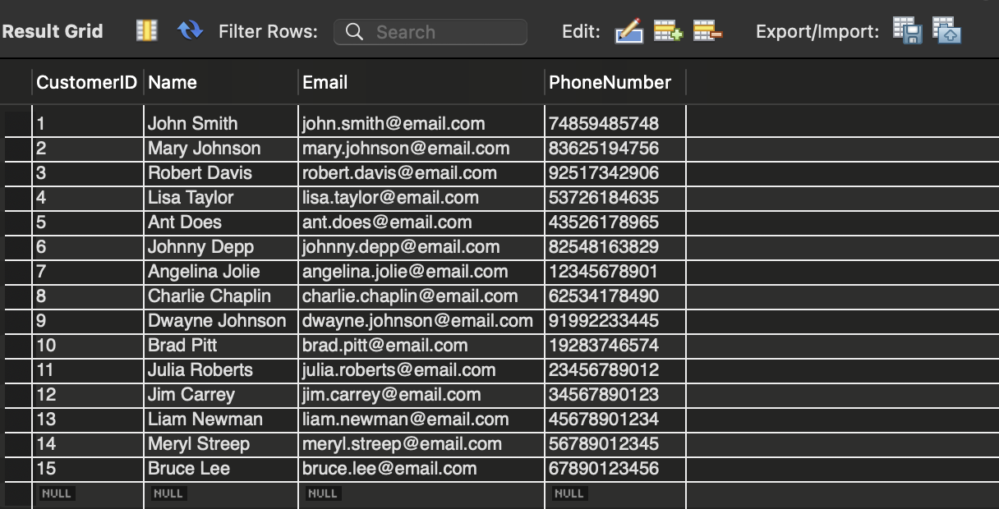 Result Grid Filter Rows: Search Edit: Export/Import:
CustomerID Name Email PhoneNumber
1 John Smith john.smith@email.com 74859485748
2 Mary Johnson mary.johnson@email.com 83625194756
3 Robert Davis robert.davis@email.com 92517342906
4 Lisa Taylor lisa.taylor@email.com 53726184635
5 Ant Does ant.does@email.com 43526178965
6 Johnny Depp johnny.depp@email.com 82548163829
7 Angelina Jolie angelina.jolie@email.com 12345678901
8 Charlie Chaplin charlie.chaplin@email.com 62534178490
9 Dwayne Johnson dwayne.johnson@email.com 91992233445
10 Brad Pitt brad.pitt@email.com 19283746574
11 Julia Roberts julia.roberts@email.com 23456789012
12 Jim Carrey jim.carrey@email.com 34567890123
13 Liam Newman liam.newman@email.com 45678901234
14 Meryl Streep meryl.streep@email.com 56789012345
15 Bruce Lee bruce.lee@email.com 67890123456
NULL NULL NULL NULL